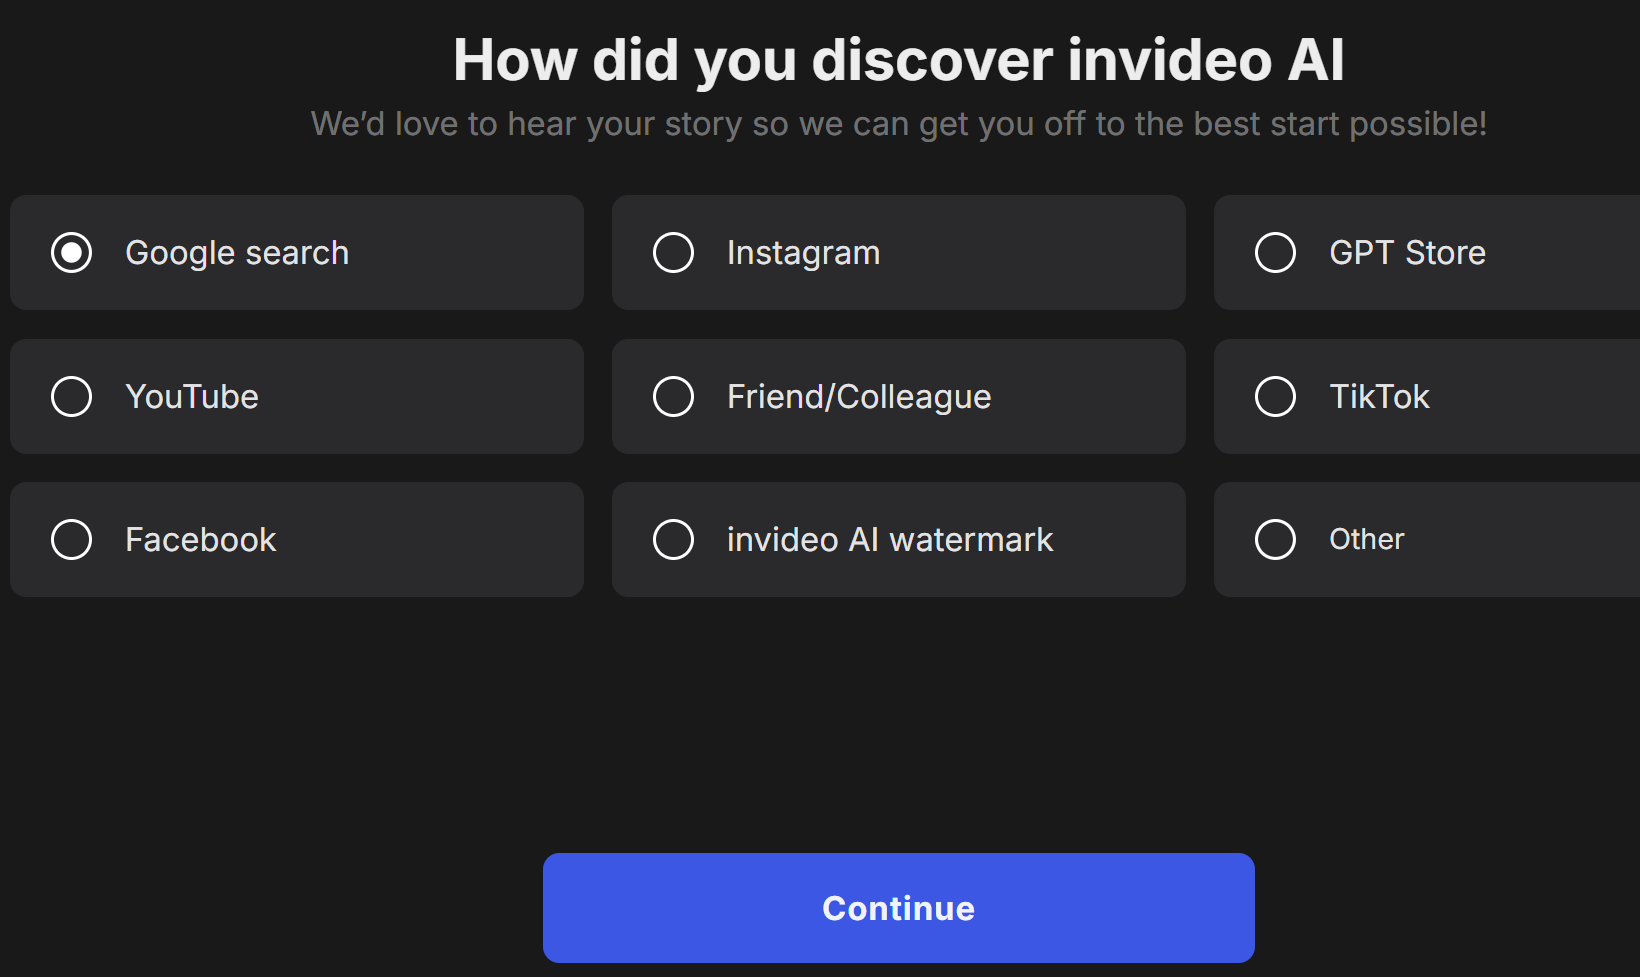 How did you discover invideo AI
We’d love to hear your story so we can get you off to the best start possible!
Google search
Instagram
GPT Store
YouTube
Friend/Colleague
TikTok
Facebook
invideo AI watermark
Other
Continue